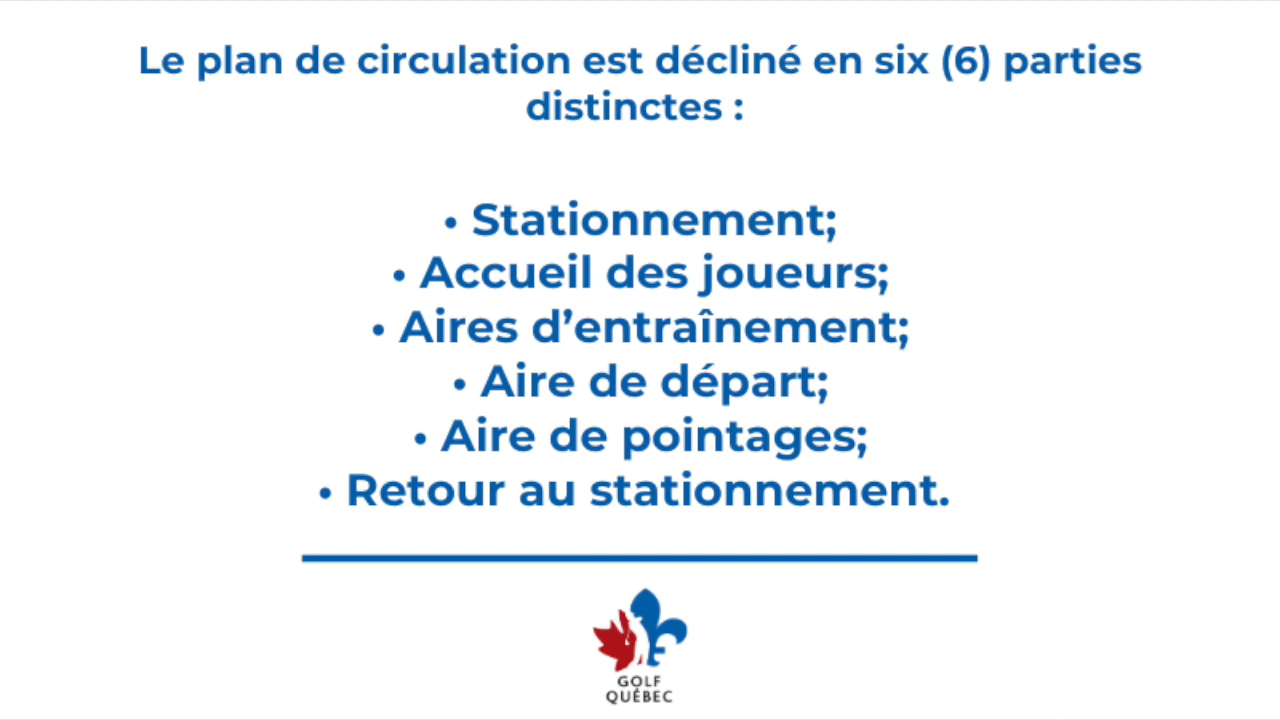 Le plan de circulation est décliné en six (6) parties
distinctes :
• Stationnement;
• Accueil des joueurs;
• Aires d’entraînement;
• Aire de départ;
• Aire de pointages;
• Retour au stationnement.
GOLF
QUÉBEC